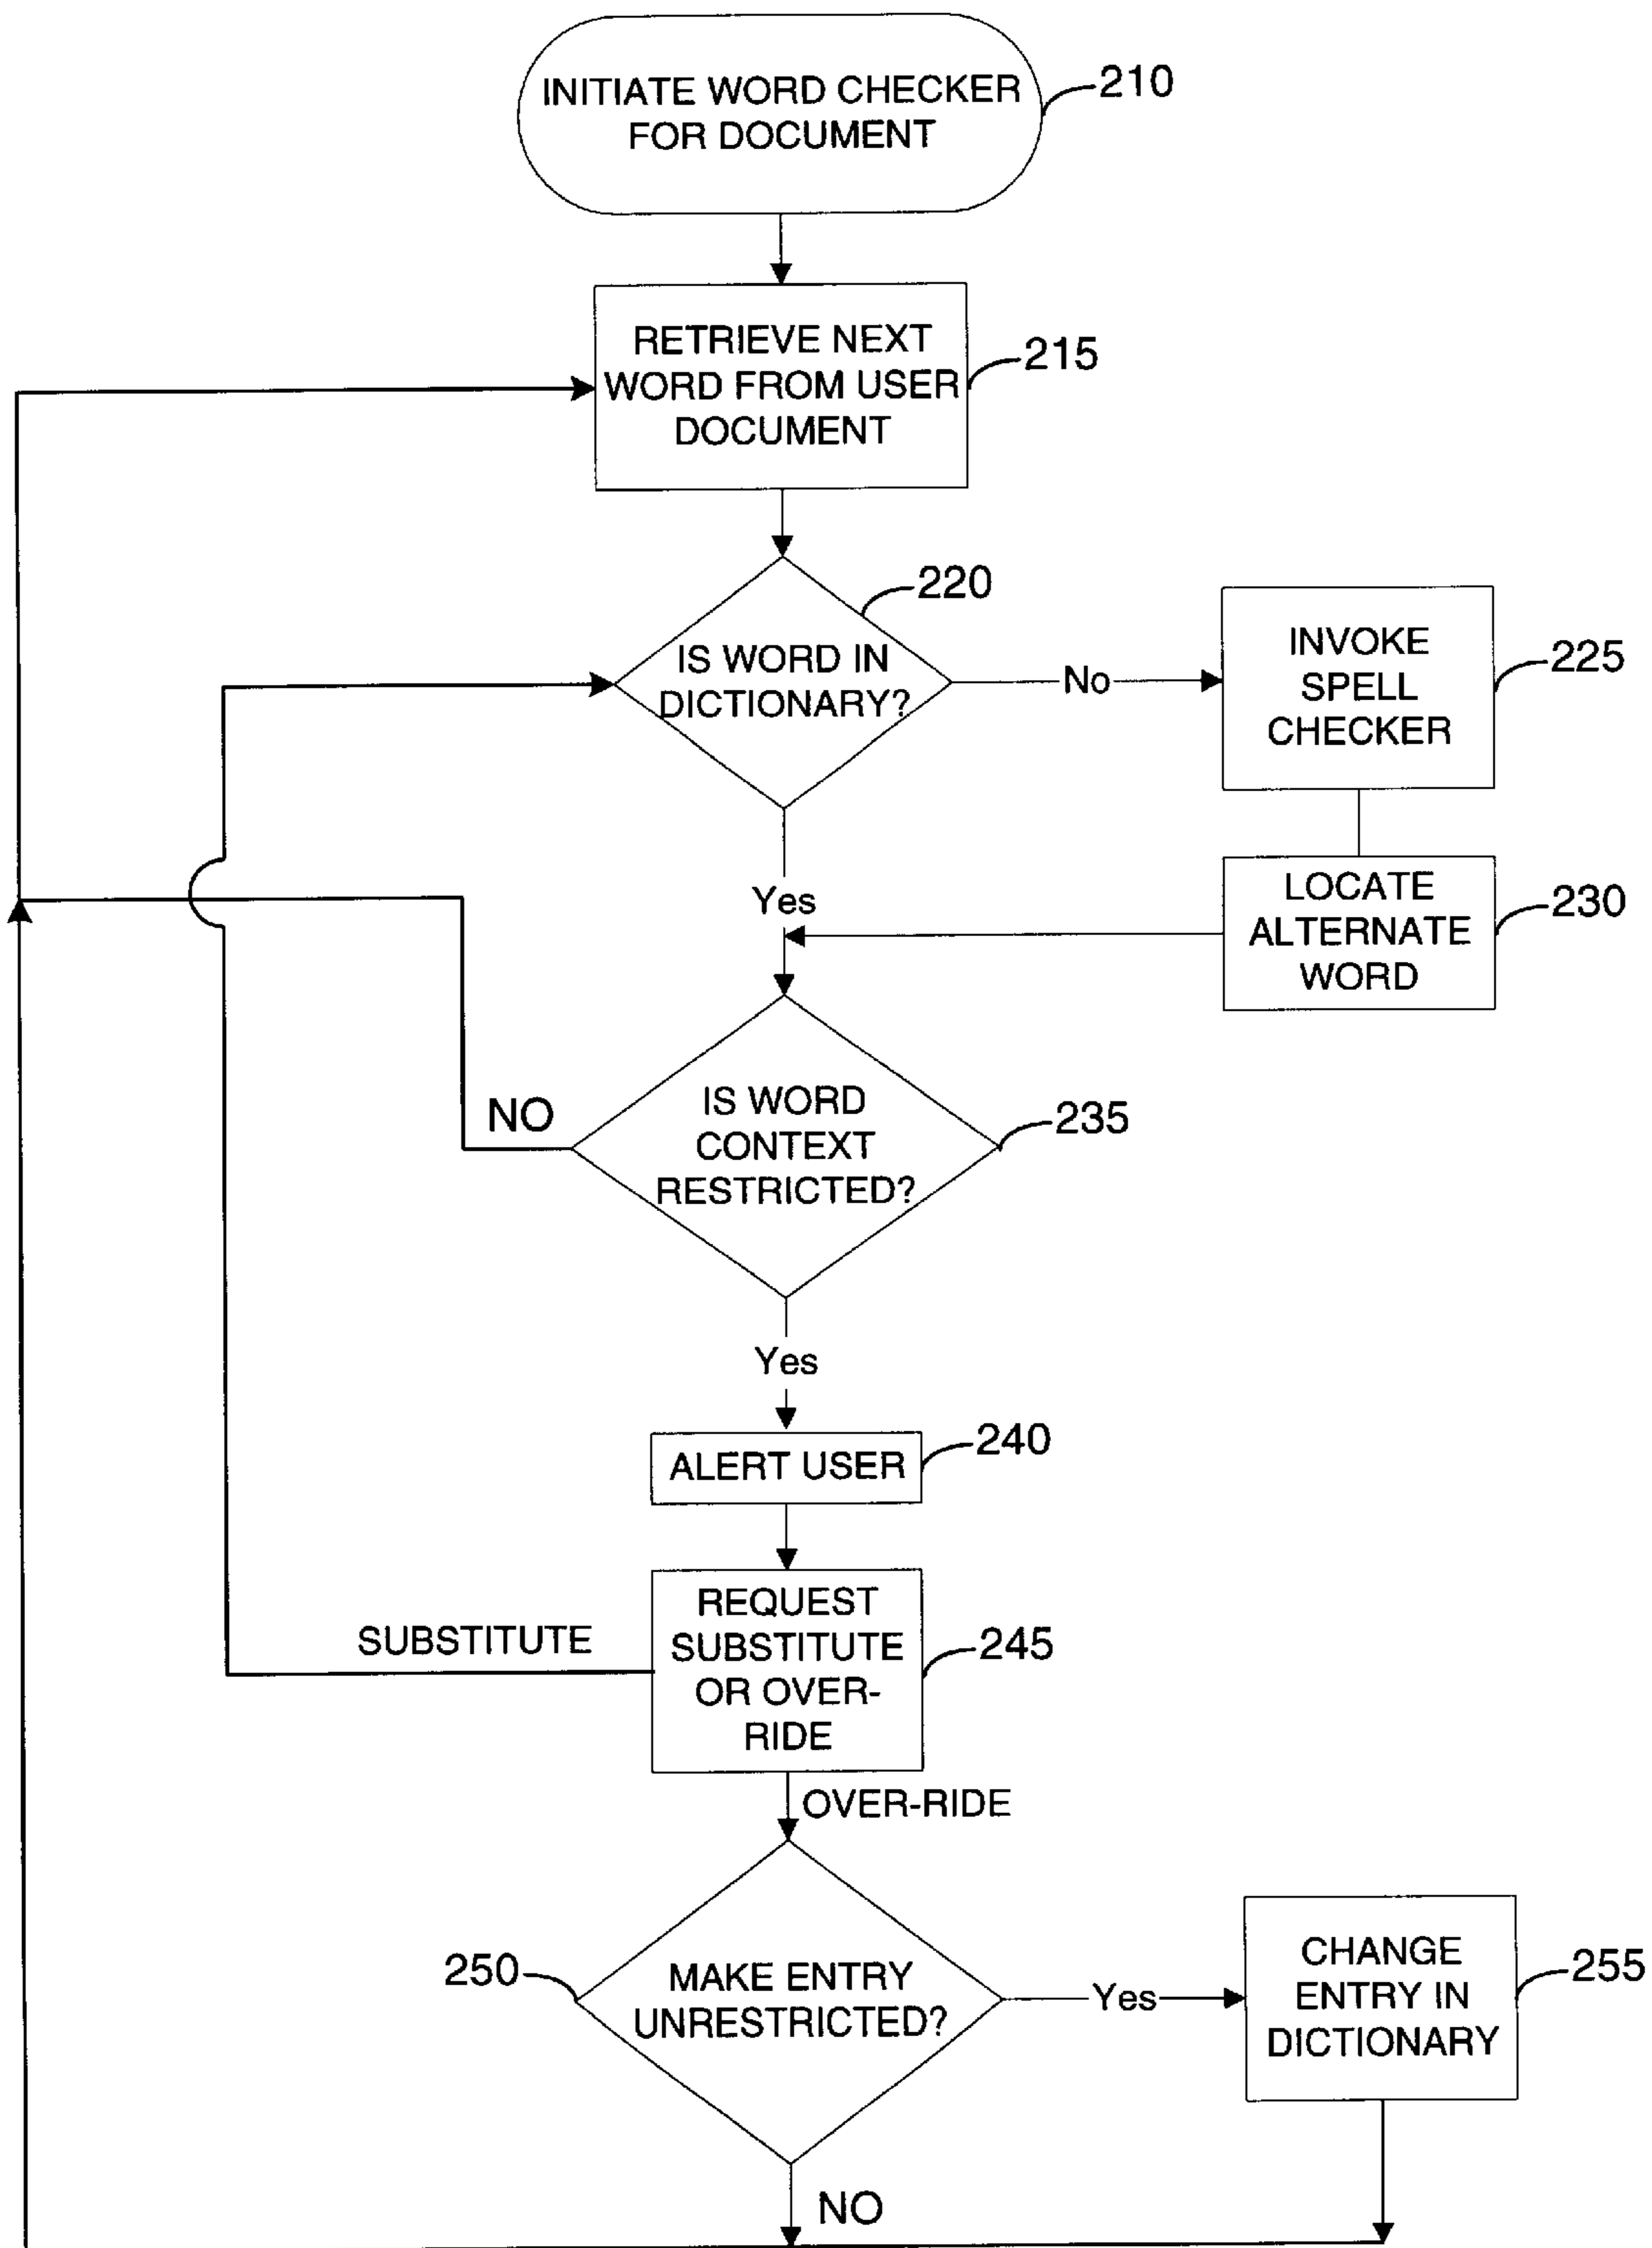 INITIATE WORD CHECKER
FOR DOCUMENT
210
RETRIEVE NEXT
WORD FROM USER
DOCUMENT
215
220
IS WORD IN
DICTIONARY?
No
INVOKE
SPELL
CHECKER
225
Yes
LOCATE
ALTERNATE
WORD
230
IS WORD
CONTEXT
RESTRICTED?
235
NO
Yes
ALERT USER
240
REQUEST
SUBSTITUTE
OR OVER-
RIDE
245
SUBSTITUTE
OVER-RIDE
250
MAKE ENTRY
UNRESTRICTED?
Yes
CHANGE
ENTRY IN
DICTIONARY
255
NO